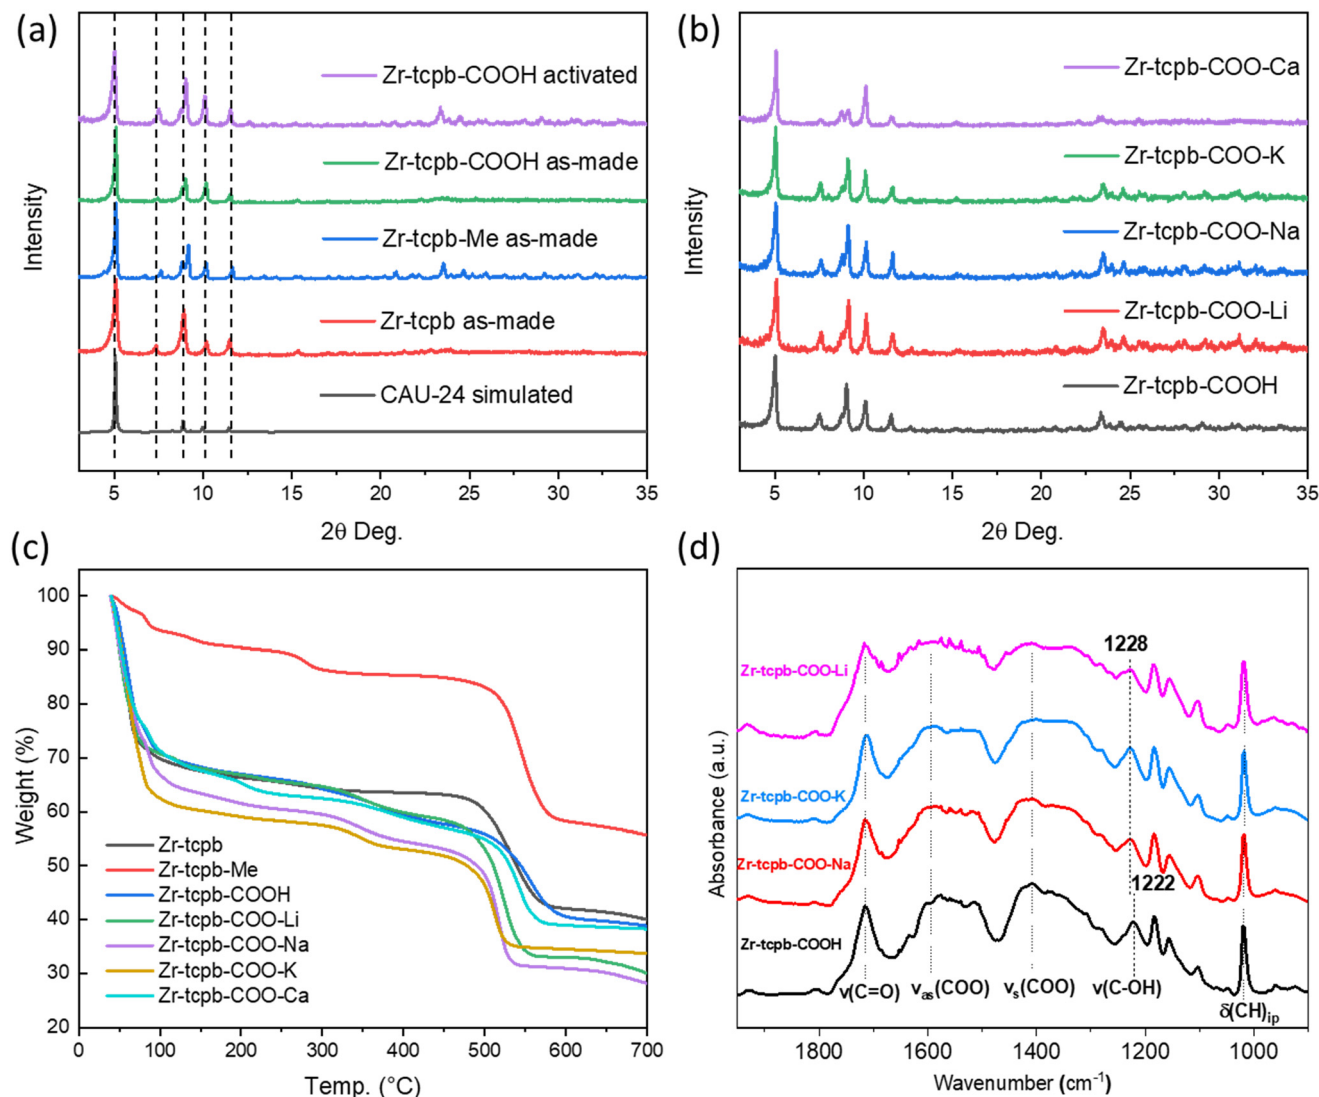 (a)
Zr-tcpb-COOH activated
Zr-tcpb-COOH as-made
Zr-tcpb-Me as-made
Zr-tcpb as-made
CAU-24 simulated
Intensity
5 10 15 20 25 30 35
2θ Deg.
(b)
Zr-tcpb-COO-Ca
Zr-tcpb-COO-K
Zr-tcpb-COO-Na
Zr-tcpb-COO-Li
Zr-tcpb-COOH
Intensity
5 10 15 20 25 30 35
2θ Deg.
(c)
100
90
80
70
60
50
40
30
20
Weight (%)
Zr-tcpb
Zr-tcpb-Me
Zr-tcpb-COOH
Zr-tcpb-COO-Li
Zr-tcpb-COO-Na
Zr-tcpb-COO-K
Zr-tcpb-COO-Ca
0 100 200 300 400 500 600 700
Temp. (°C)
(d)
1228
Zr-tcpb-COO-Li
Zr-tcpb-COO-K
Zr-tcpb-COO-Na
1222
Zr-tcpb-COOH
ν(C=O) νas(COO) νs(COO) ν(C-OH)
δ(CH)ip
Absorbance (a.u.)
1800 1600 1400 1200 1000
Wavenumber (cm-1)